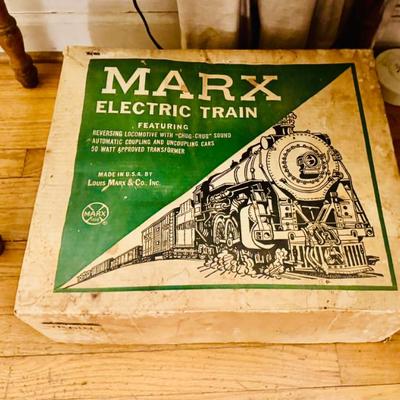 MARX
ELECTRIC TRAIN
FEATURING
REVERSING LOCOMOTIVE WITH "CHUG-CHUG" SOUND
AUTOMATIC COUPLING AND UNCOUPLING CARS
50 WATT APPROVED TRANSFORMER
MADE IN U.S.A. BY
LOUIS MARX & CO., INC.
MARX